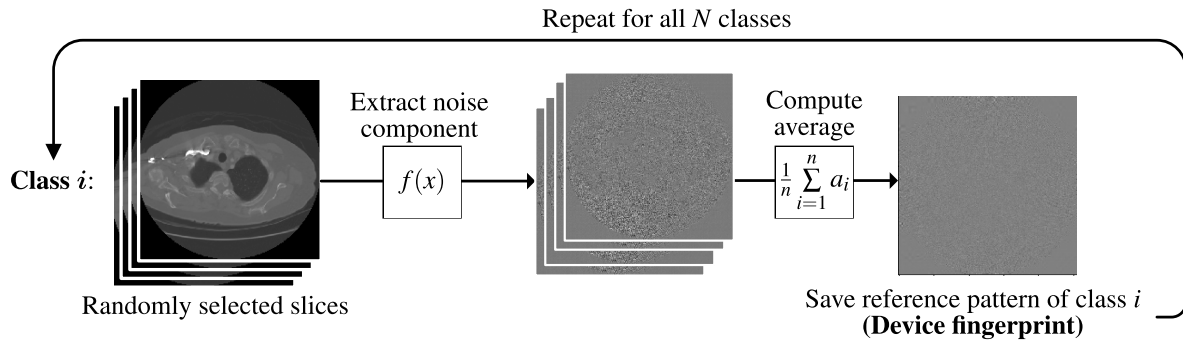 Repeat for all N classes
Extract noise
component
Compute
average
Class i:
f(x)
1/n ∑_{i=1}^{n} a_i
Randomly selected slices
Save reference pattern of class i
(Device fingerprint)